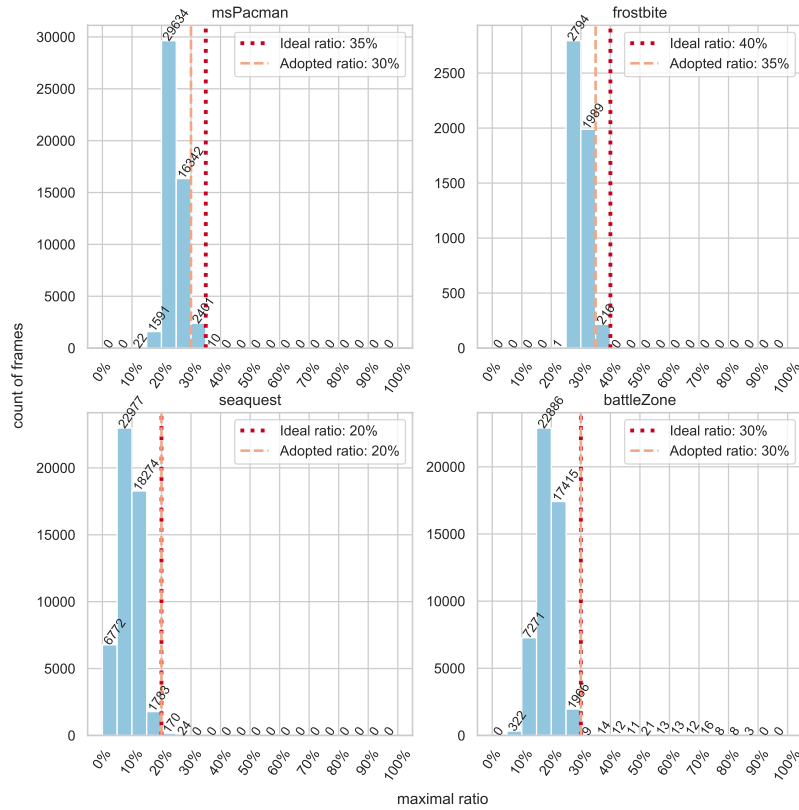 msPacman
Ideal ratio: 35%
Adopted ratio: 30%
30000
25000
20000
15000
10000
5000
0
0 0 22 1591 29634 16342 2401 10 0 0 0 0 0 0 0 0 0 0 0 0
0% 10% 20% 30% 40% 50% 60% 70% 80% 90% 100%
frostbite
Ideal ratio: 40%
Adopted ratio: 35%
2500
2000
1500
1000
500
0
0 0 0 0 1 2794 1989 216 0 0 0 0 0 0 0 0 0 0 0 0
0% 10% 20% 30% 40% 50% 60% 70% 80% 90% 100%
count of frames
seaquest
Ideal ratio: 20%
Adopted ratio: 20%
20000
15000
10000
5000
0
6772 22977 18274 1783 170 24 0 0 0 0 0 0 0 0 0 0 0 0 0 0
0% 10% 20% 30% 40% 50% 60% 70% 80% 90% 100%
battleZone
Ideal ratio: 30%
Adopted ratio: 30%
20000
15000
10000
5000
0
0 322 7271 22886 17415 1966 9 14 12 11 21 13 13 12 16 8 8 3 0 0
0% 10% 20% 30% 40% 50% 60% 70% 80% 90% 100%
maximal ratio